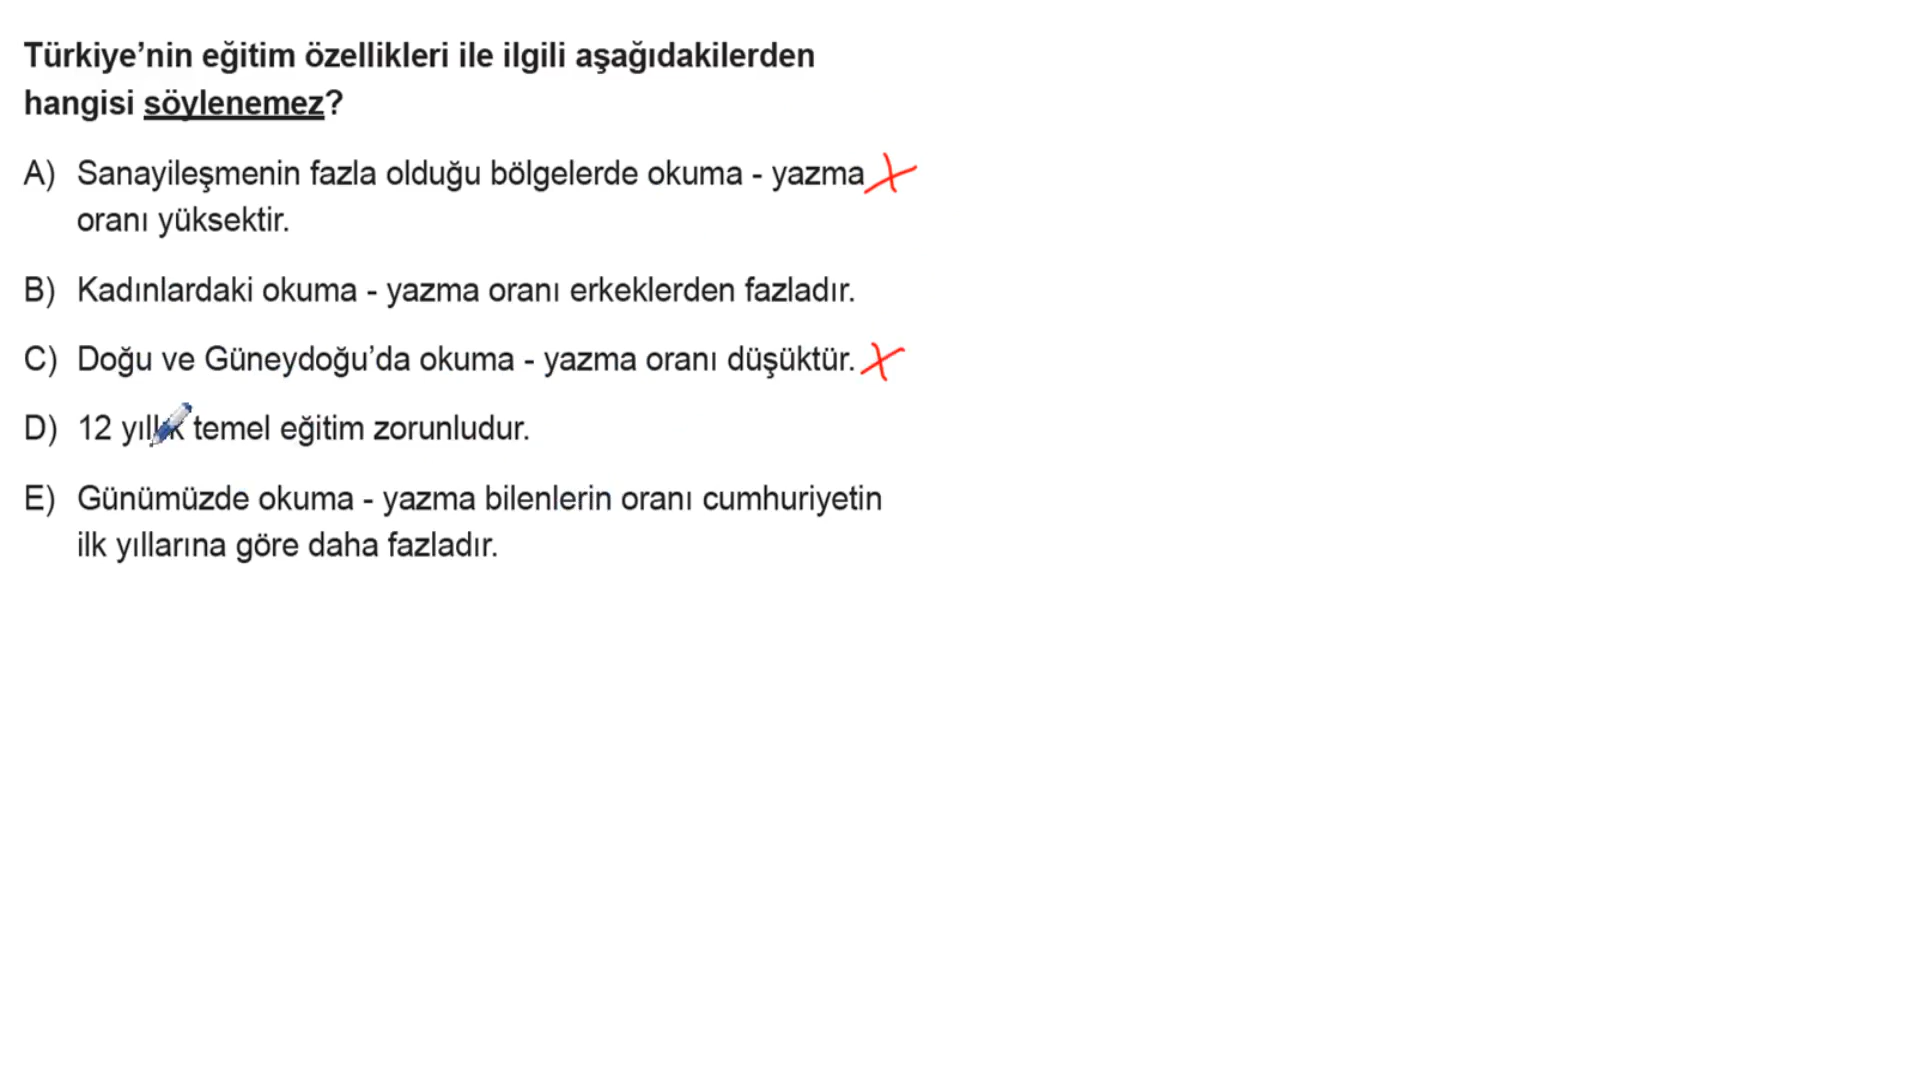 Türkiye’nin eğitim özellikleri ile ilgili aşağıdakilerden
hangisi söylenemez?
A) Sanayileşmenin fazla olduğu bölgelerde okuma - yazma
oranı yüksektir.
B) Kadınlardaki okuma - yazma oranı erkeklerden fazladır.
C) Doğu ve Güneydoğu’da okuma - yazma oranı düşüktür.
D) 12 yıllık temel eğitim zorunludur.
E) Günümüzde okuma - yazma bilenlerin oranı cumhuriyetin
ilk yıllarına göre daha fazladır.